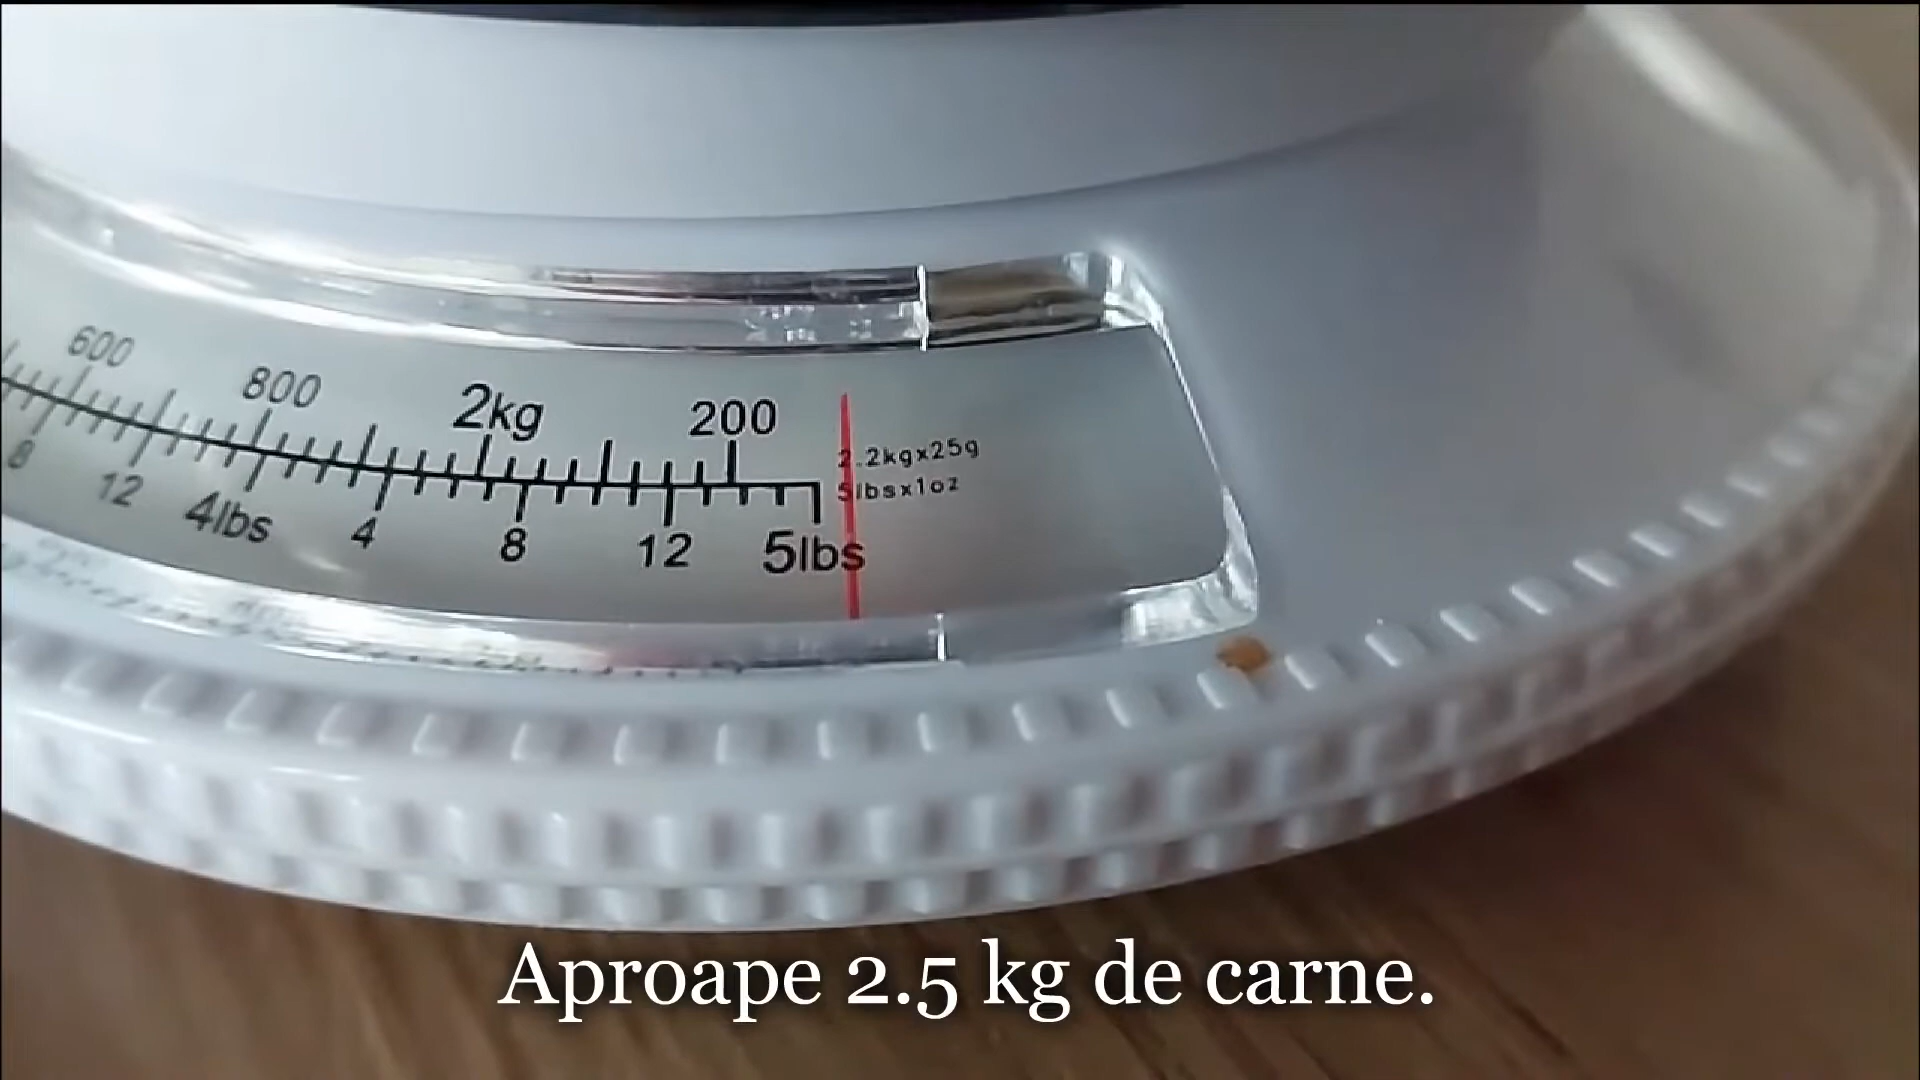 600 800 2kg 200
8 12 4lbs 4 8 12 5lbs
2.2kgx25g
5lbsx1oz
Aproape 2.5 kg de carne.